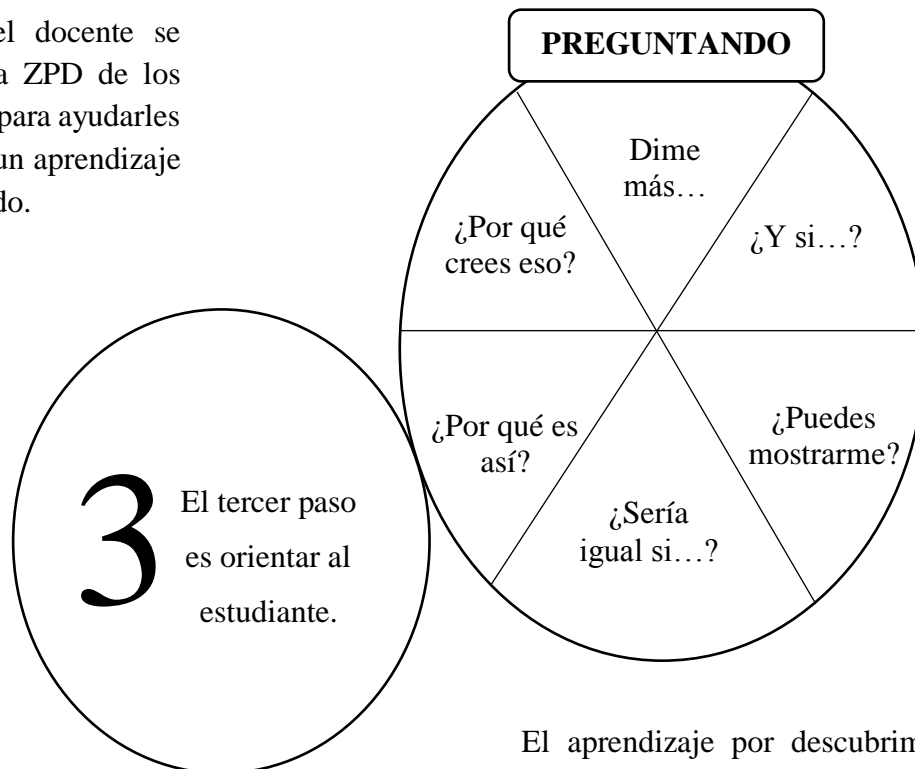 el docente se
a ZPD de los
para ayudarles
un aprendizaje
do.
PREGUNTANDO
Dime
más…
¿Y si…?
¿Por qué
crees eso?
¿Por qué es
así?
¿Puedes
mostrarme?
¿Sería
igual si…?
3
El tercer paso
es orientar al
estudiante.
El aprendizaje por descubrim